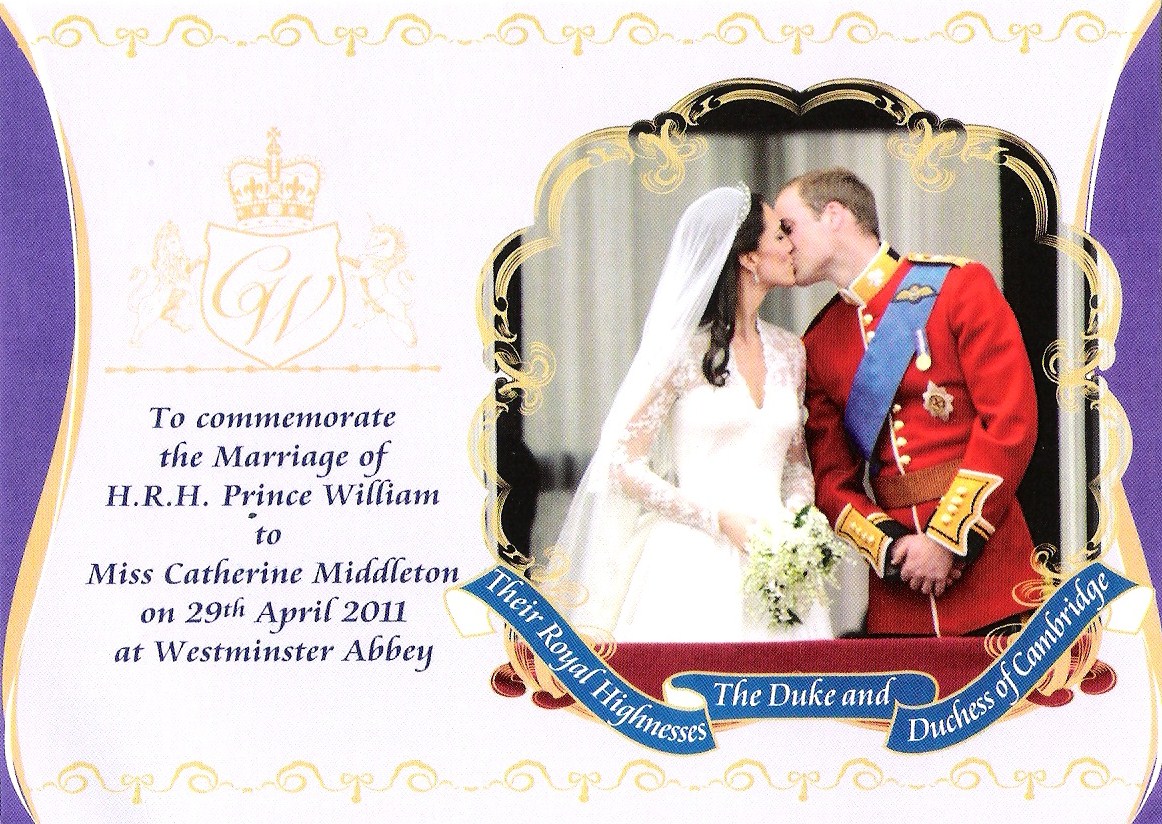 CW
To commemorate
the Marriage of
H.R.H. Prince William
to
Miss Catherine Middleton
on 29th April 2011
at Westminster Abbey
Their Royal Highnesses
The Duke and
Duchess of Cambridge